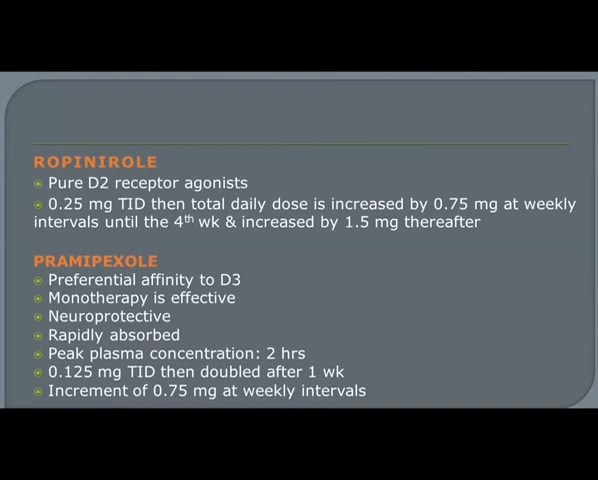 ROPINIROLE
Pure D2 receptor agonists
0.25 mg TID then total daily dose is increased by 0.75 mg at weekly
intervals until the 4th wk & increased by 1.5 mg thereafter
PRAMIPEXOLE
Preferential affinity to D3
Monotherapy is effective
Neuroprotective
Rapidly absorbed
Peak plasma concentration: 2 hrs
0.125 mg TID then doubled after 1 wk
Increment of 0.75 mg at weekly intervals